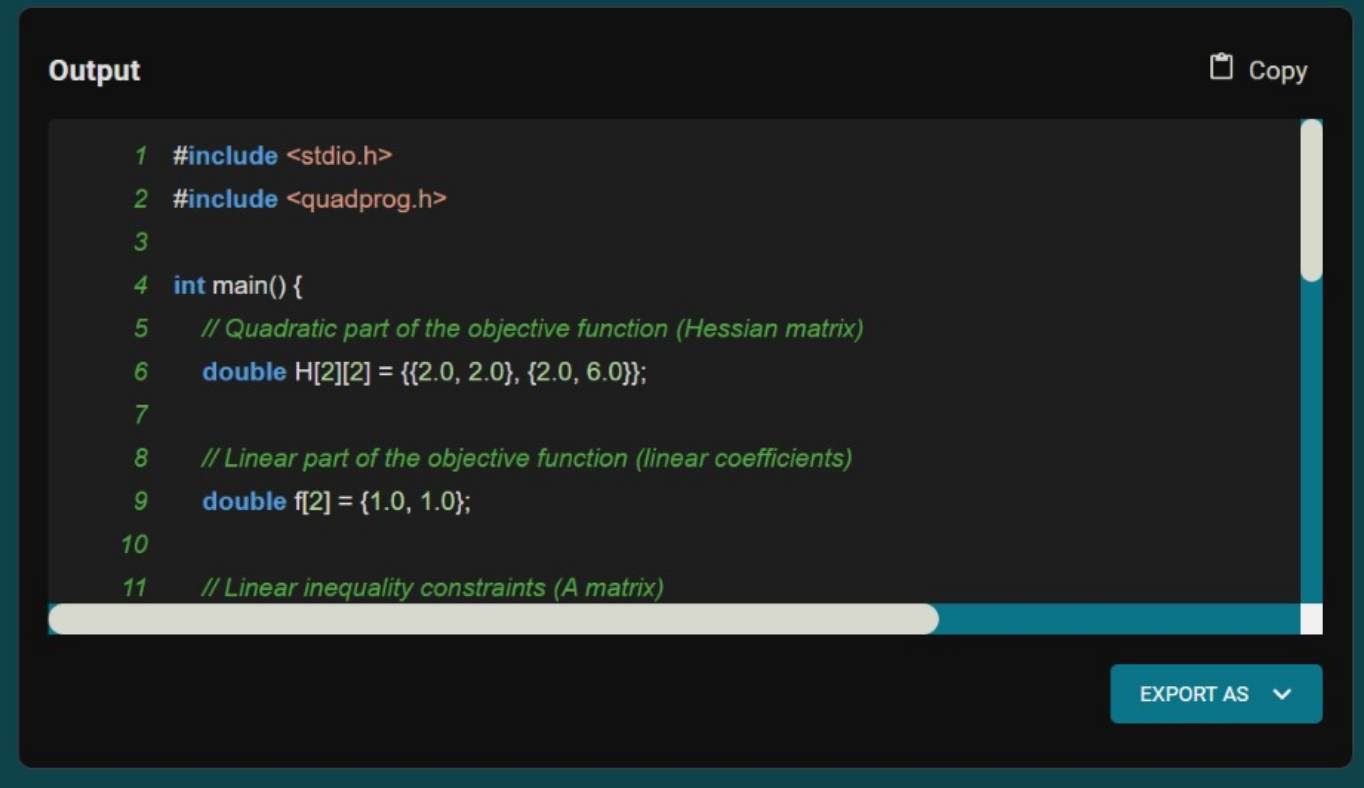 Output
Copy
1 #include <stdio.h>
2 #include <quadprog.h>
3
4 int main() {
5 // Quadratic part of the objective function (Hessian matrix)
6 double H[2][2] = {{2.0, 2.0}, {2.0, 6.0}};
7
8 // Linear part of the objective function (linear coefficients)
9 double f[2] = {1.0, 1.0};
10
11 // Linear inequality constraints (A matrix)
EXPORT AS